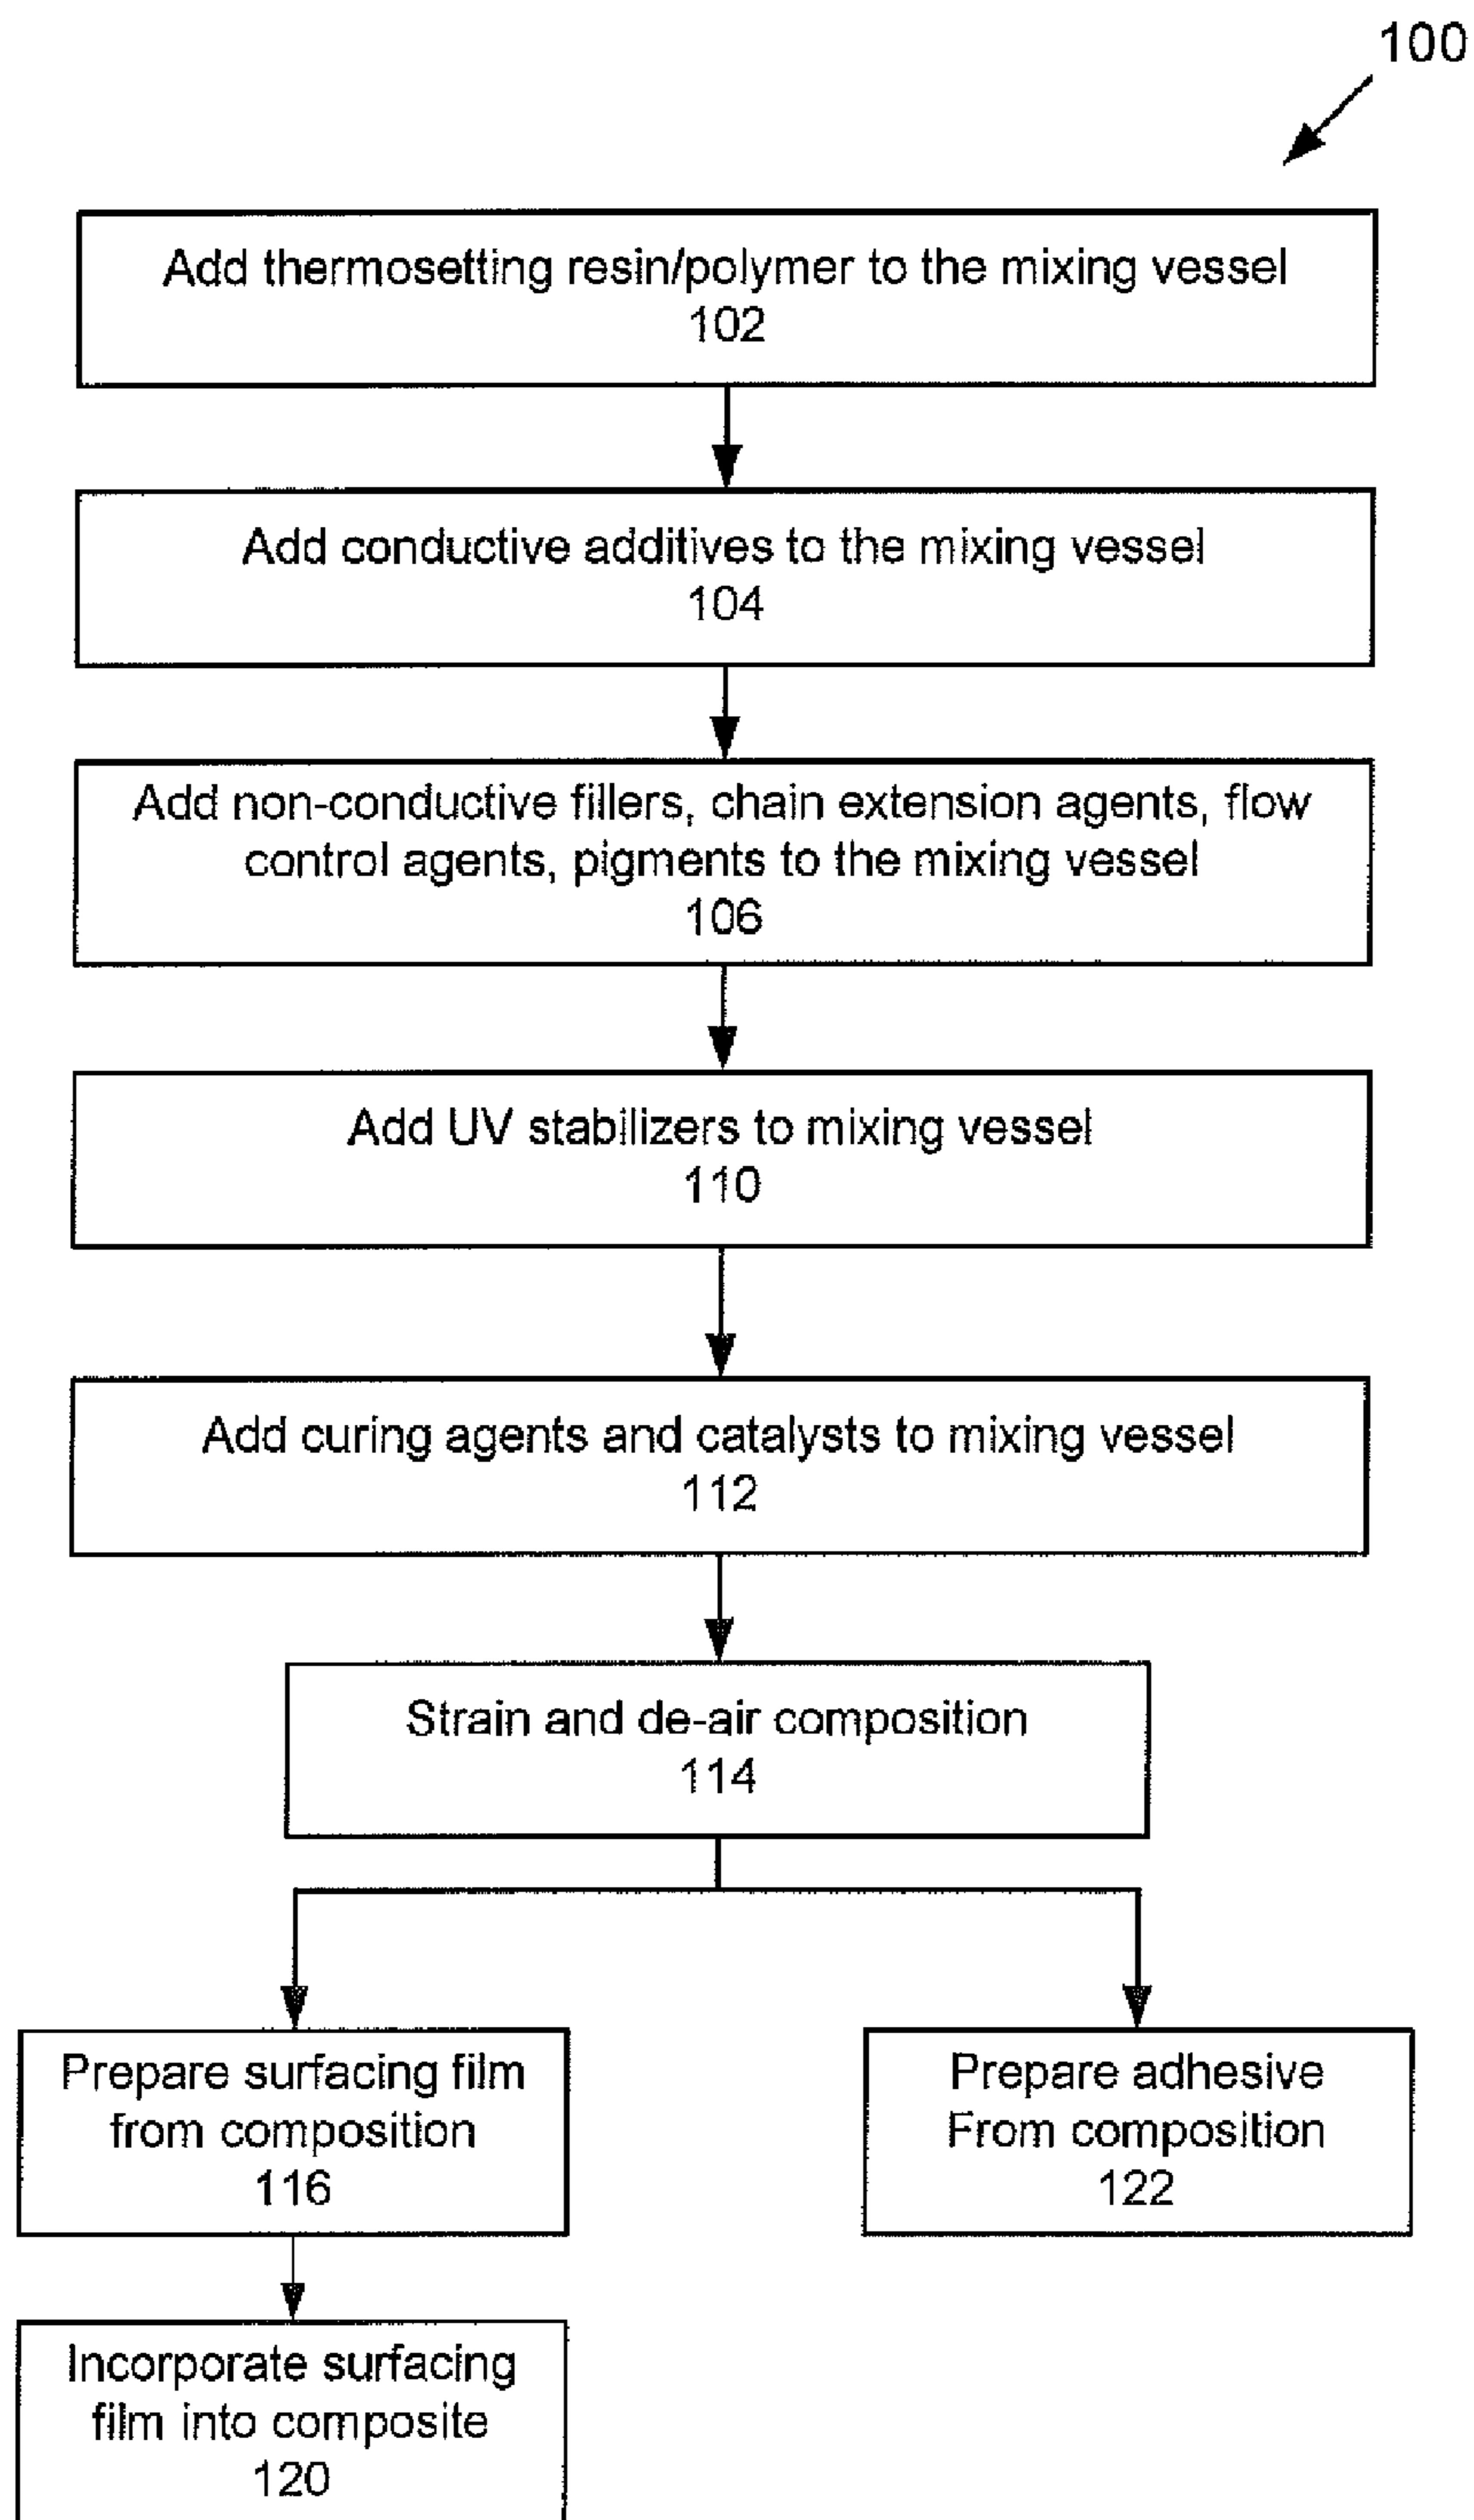 100
Add thermosetting resin/polymer to the mixing vessel
102
Add conductive additives to the mixing vessel
104
Add non-conductive fillers, chain extension agents, flow
control agents, pigments to the mixing vessel
106
Add UV stabilizers to mixing vessel
110
Add curing agents and catalysts to mixing vessel
112
Strain and de-air composition
114
Prepare surfacing film
from composition
116
Prepare adhesive
From composition
122
Incorporate surfacing
film into composite
120